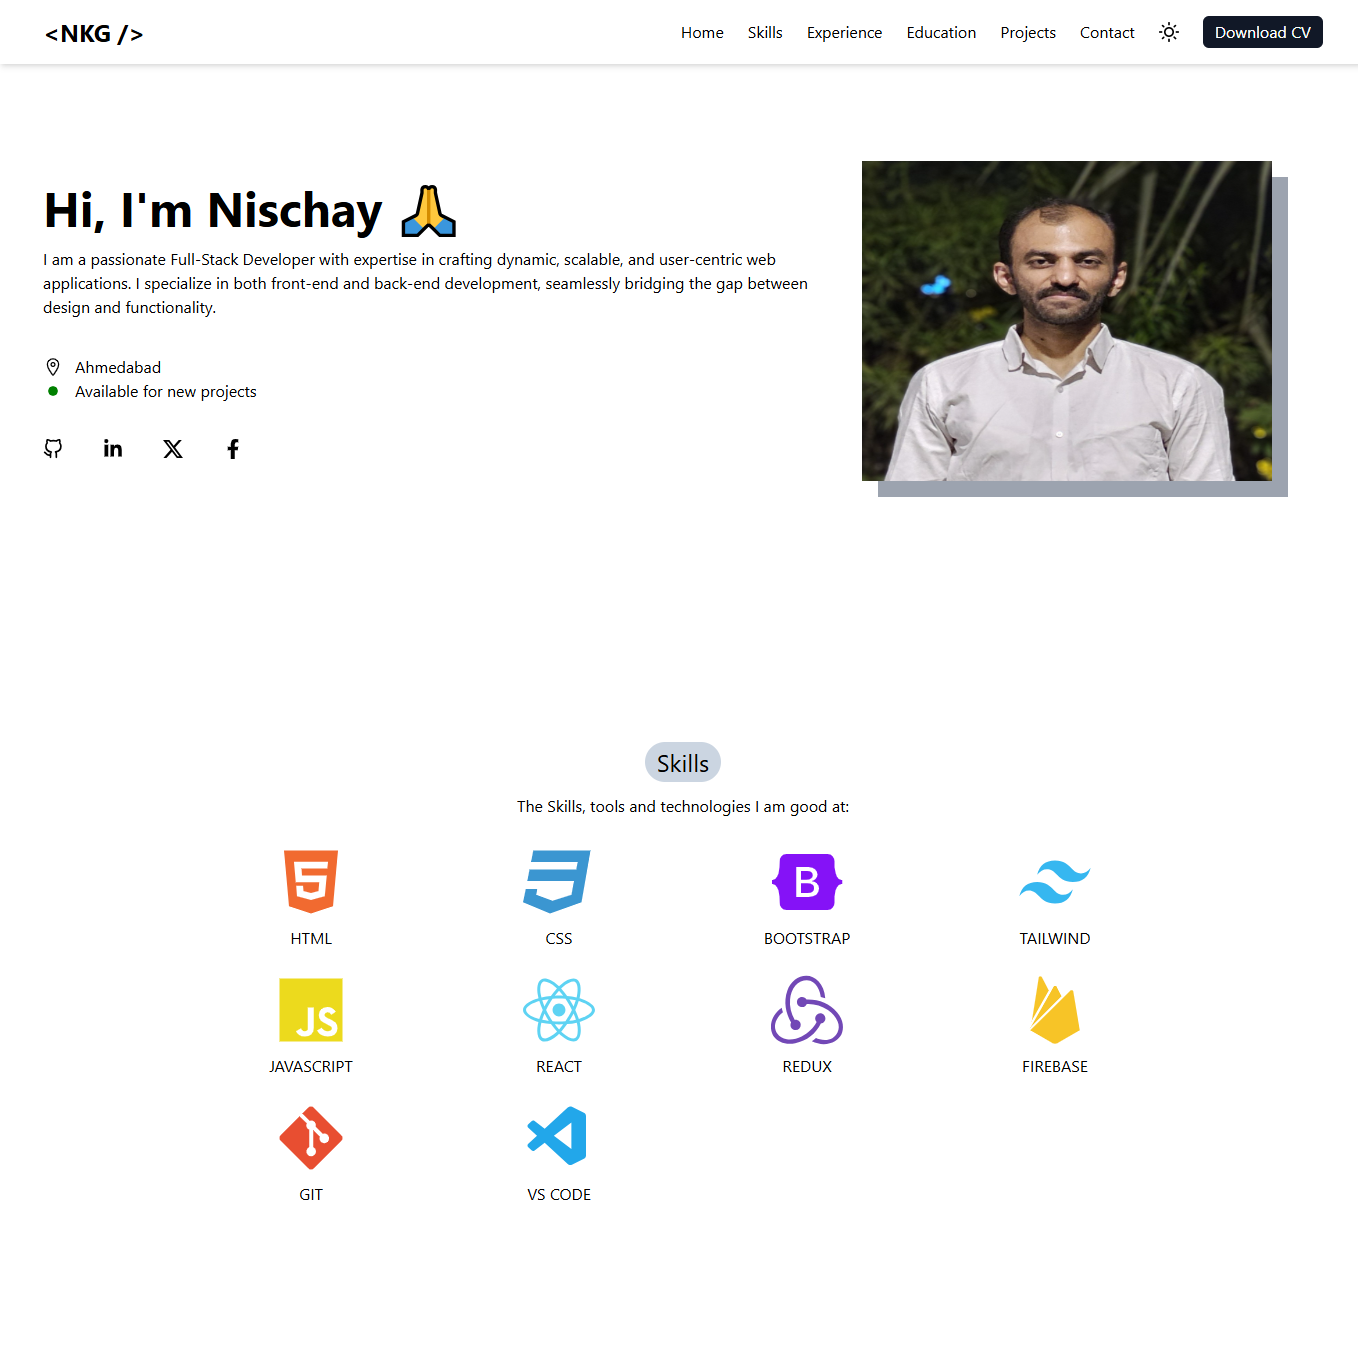 <NKG />
Home Skills Experience Education Projects Contact Download CV
Hi, I'm Nischay 🙏
I am a passionate Full-Stack Developer with expertise in crafting dynamic, scalable, and user-centric web
applications. I specialize in both front-end and back-end development, seamlessly bridging the gap between
design and functionality.
Ahmedabad
Available for new projects
Skills
The Skills, tools and technologies I am good at:
HTML CSS BOOTSTRAP TAILWIND
JAVASCRIPT REACT REDUX FIREBASE
GIT VS CODE